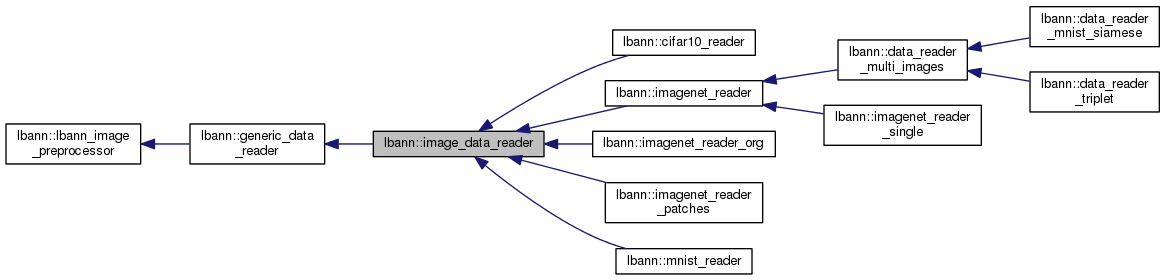 lbann::lbann_image
_preprocessor
lbann::generic_data
_reader
lbann::image_data_reader
lbann::cifar10_reader
lbann::imagenet_reader
lbann::imagenet_reader_org
lbann::imagenet_reader
_patches
lbann::mnist_reader
lbann::data_reader
_multi_images
lbann::imagenet_reader
_single
lbann::data_reader
_mnist_siamese
lbann::data_reader
_triplet